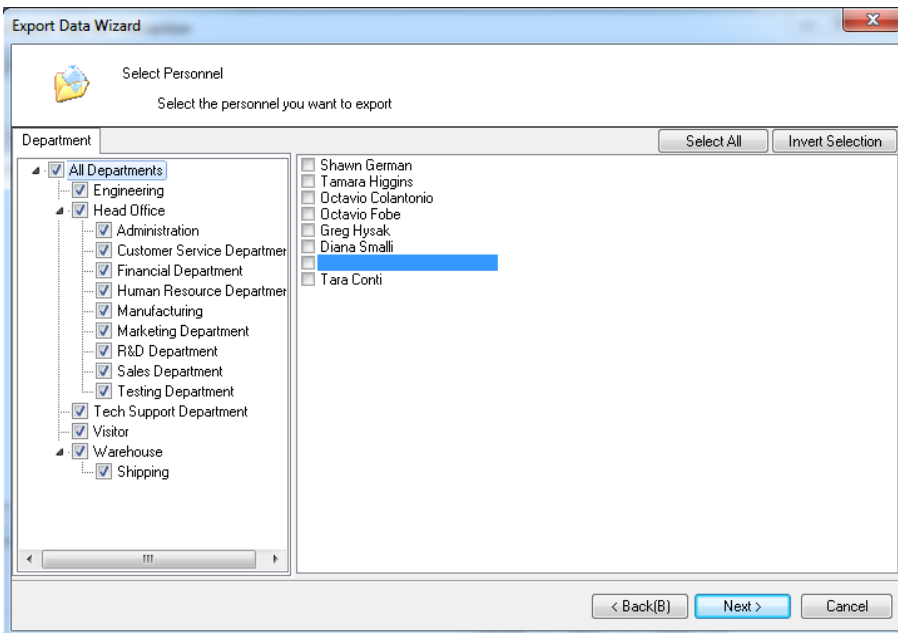 Export Data Wizard
Select Personnel
Select the personnel you want to export
Department
Select All
Invert Selection
All Departments
Engineering
Head Office
Administration
Customer Service Departmen
Financial Department
Human Resource Departmen
Manufacturing
Marketing Department
R&D Department
Sales Department
Testing Department
Tech Support Department
Visitor
Warehouse
Shipping
Shawn German
Tamara Higgins
Octavio Colantonio
Octavio Fobe
Greg Hysak
Diana Smalli
Tara Conti
< Back(B)
Next >
Cancel